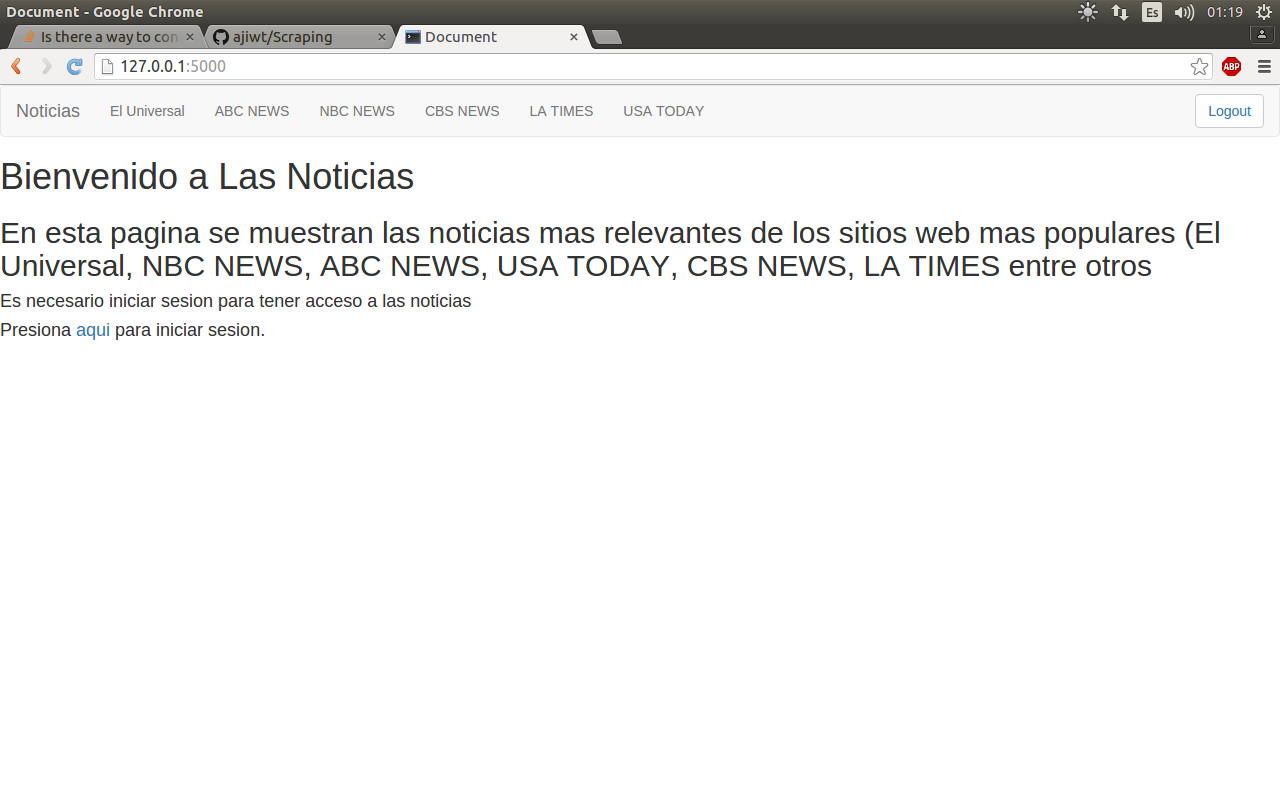 Document - Google Chrome
Es
01:19
Is there a way to con
ajiwt/Scraping
Document
127.0.0.1:5000
ABP
Noticias
El Universal
ABC NEWS
NBC NEWS
CBS NEWS
LA TIMES
USA TODAY
Logout
Bienvenido a Las Noticias
En esta pagina se muestran las noticias mas relevantes de los sitios web mas populares (El
Universal, NBC NEWS, ABC NEWS, USA TODAY, CBS NEWS, LA TIMES entre otros
Es necesario iniciar sesion para tener acceso a las noticias
Presiona aqui para iniciar sesion.